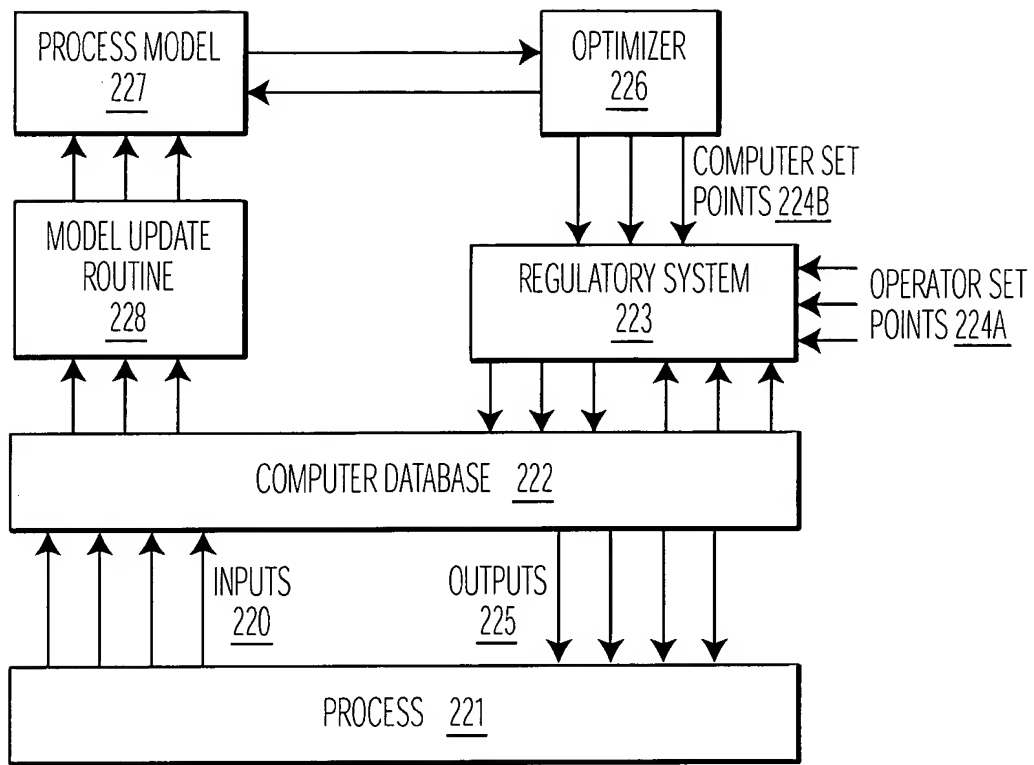 PROCESS MODEL
227
OPTIMIZER
226
COMPUTER SET
POINTS 224B
MODEL UPDATE
ROUTINE
228
REGULATORY SYSTEM
223
OPERATOR SET
POINTS 224A
COMPUTER DATABASE 222
INPUTS
220
OUTPUTS
225
PROCESS 221